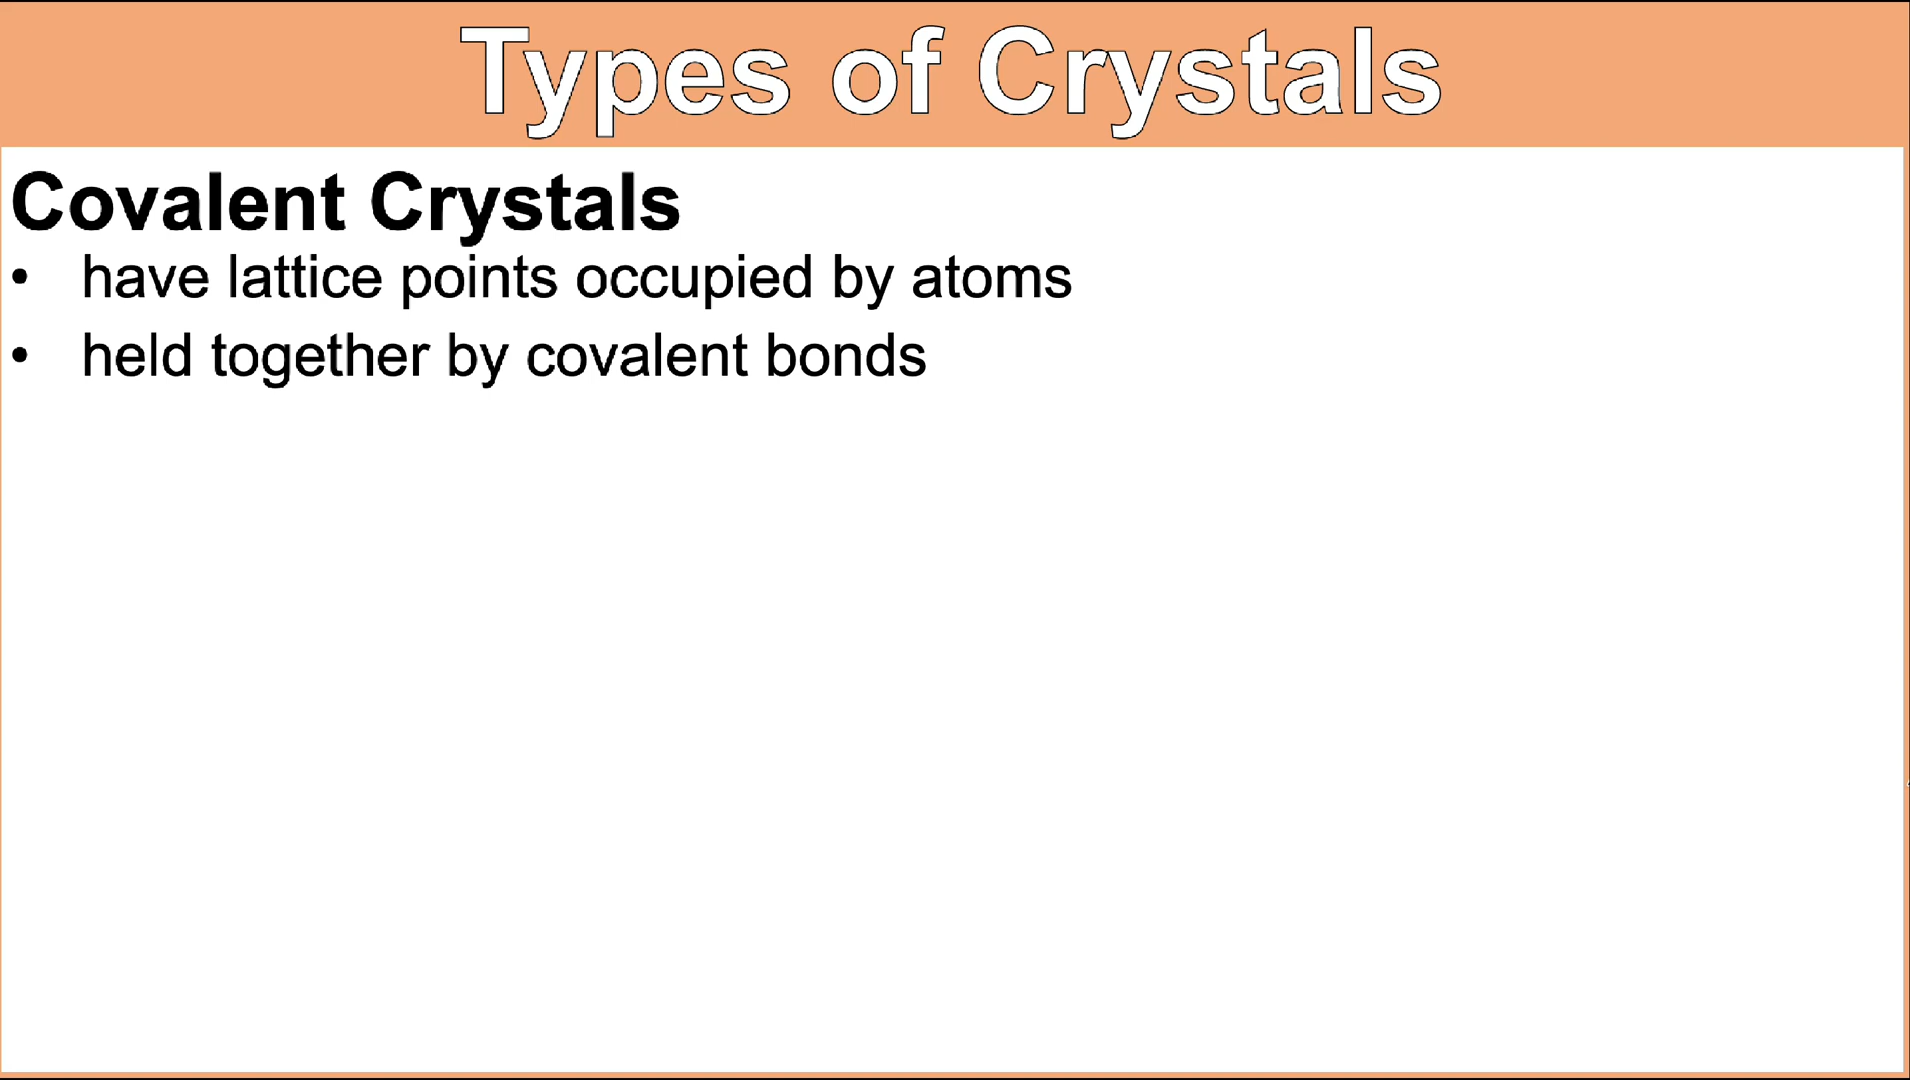 Types of Crystals
Covalent Crystals
• have lattice points occupied by atoms
• held together by covalent bonds